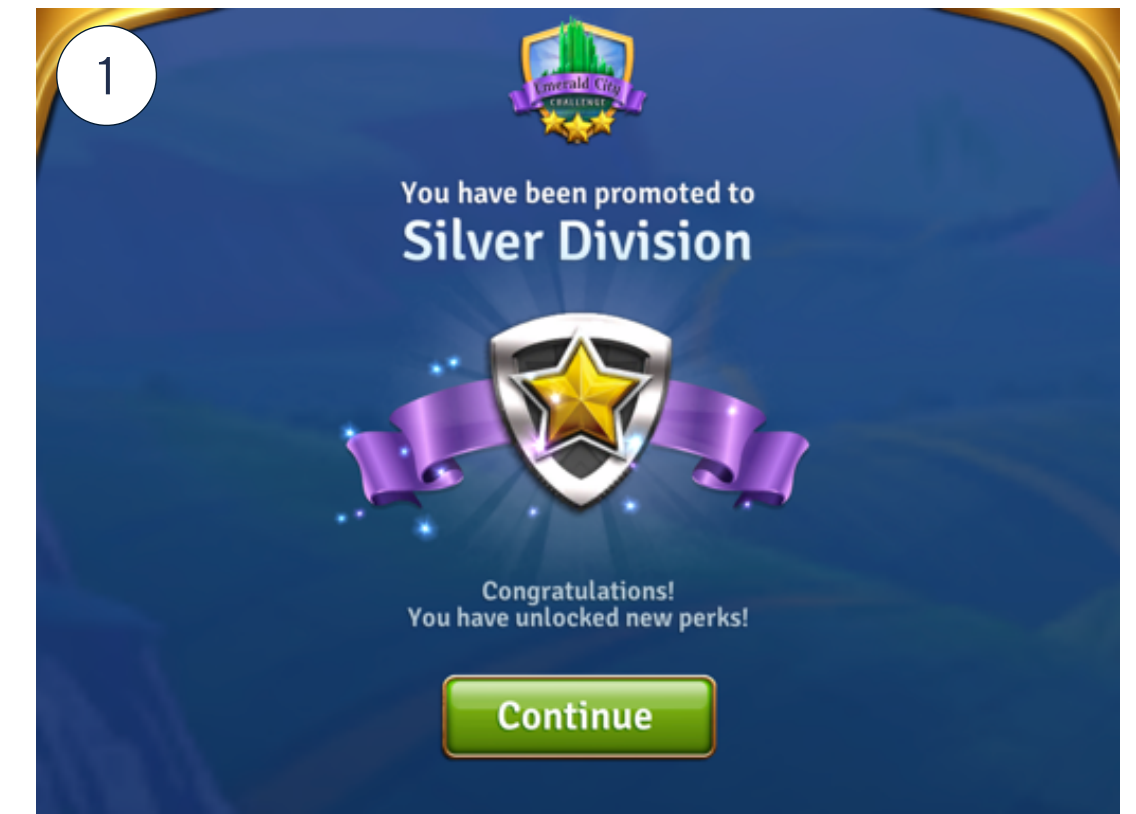 1
Emerald City
CHALLENGE
You have been promoted to
Silver Division
Congratulations!
You have unlocked new perks!
Continue